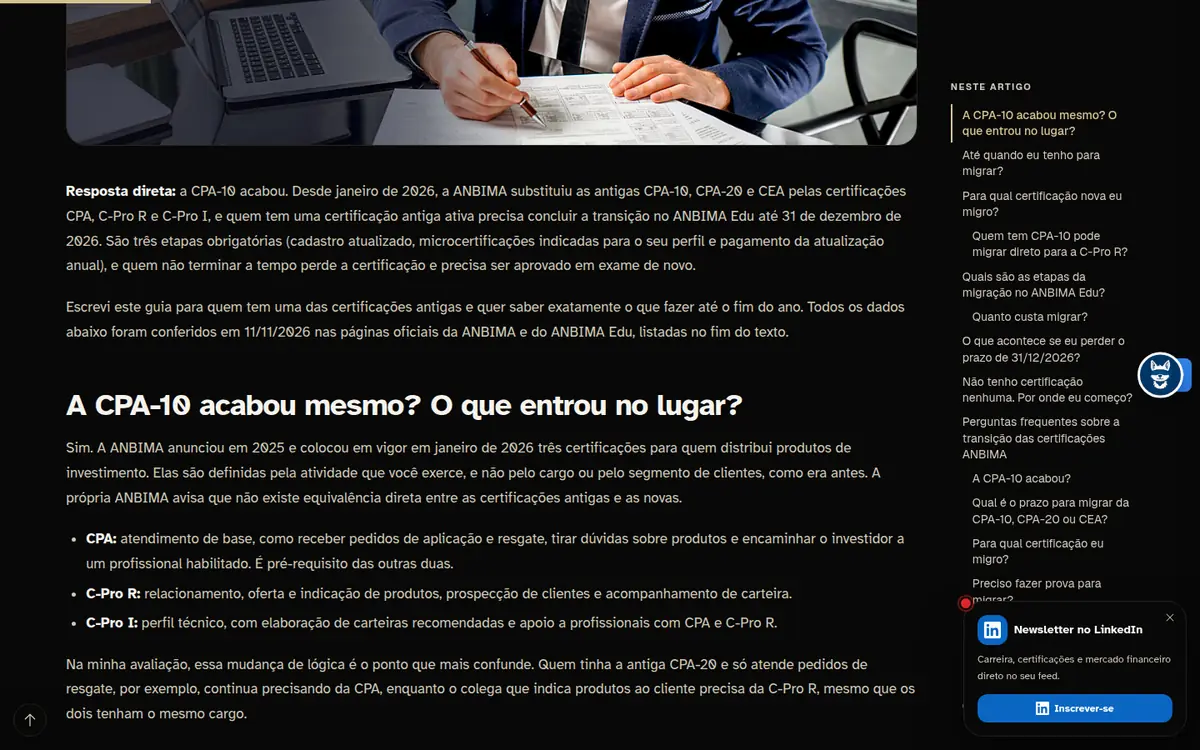 Resposta direta: a CPA-10 acabou. Desde janeiro de 2026, a ANBIMA substituiu as antigas CPA-10, CPA-20 e CEA pelas certificações
CPA, C-Pro R e C-Pro I, e quem tem uma certificação antiga ativa precisa concluir a transição no ANBIMA Edu até 31 de dezembro de
2026. São três etapas obrigatórias (cadastro atualizado, microcertificações indicadas para o seu perfil e pagamento da atualização
anual), e quem não terminar a tempo perde a certificação e precisa ser aprovado em exame de novo.
Escrevi este guia para quem tem uma das certificações antigas e quer saber exatamente o que fazer até o fim do ano. Todos os dados
abaixo foram conferidos em 11/11/2026 nas páginas oficiais da ANBIMA e do ANBIMA Edu, listadas no fim do texto.
A CPA-10 acabou mesmo? O que entrou no lugar?
Sim. A ANBIMA anunciou em 2025 e colocou em vigor em janeiro de 2026 três certificações para quem distribui produtos de
investimento. Elas são definidas pela atividade que você exerce, e não pelo cargo ou pelo segmento de clientes, como era antes. A
própria ANBIMA avisa que não existe equivalência direta entre as certificações antigas e as novas.
• CPA: atendimento de base, como receber pedidos de aplicação e resgate, tirar dúvidas sobre produtos e encaminhar o investidor a
um profissional habilitado. É pré-requisito das outras duas.
• C-Pro R: relacionamento, oferta e indicação de produtos, prospecção de clientes e acompanhamento de carteira.
• C-Pro I: perfil técnico, com elaboração de carteiras recomendadas e apoio a profissionais com CPA e C-Pro R.
Na minha avaliação, essa mudança de lógica é o ponto que mais confunde. Quem tinha a antiga CPA-20 e só atende pedidos de
resgate, por exemplo, continua precisando da CPA, enquanto o colega que indica produtos ao cliente precisa da C-Pro R, mesmo que os
dois tenham o mesmo cargo.
NESTE ARTIGO
A CPA-10 acabou mesmo? O
que entrou no lugar?
Até quando eu tenho para
migrar?
Para qual certificação nova eu
migro?
Quem tem CPA-10 pode
migrar direto para a C-Pro R?
Quais são as etapas da
migração no ANBIMA Edu?
Quanto custa migrar?
O que acontece se eu perder o
prazo de 31/12/2026?
Não tenho certificação
nenhuma. Por onde eu começo?
Perguntas frequentes sobre a
transição das certificações
ANBIMA
A CPA-10 acabou?
Qual é o prazo para migrar da
CPA-10, CPA-20 ou CEA?
Para qual certificação eu
migro?
Preciso fazer prova para
migrar?
Newsletter no LinkedIn
Carreira, certificações e mercado financeiro
direto no seu feed.
Inscrever-se